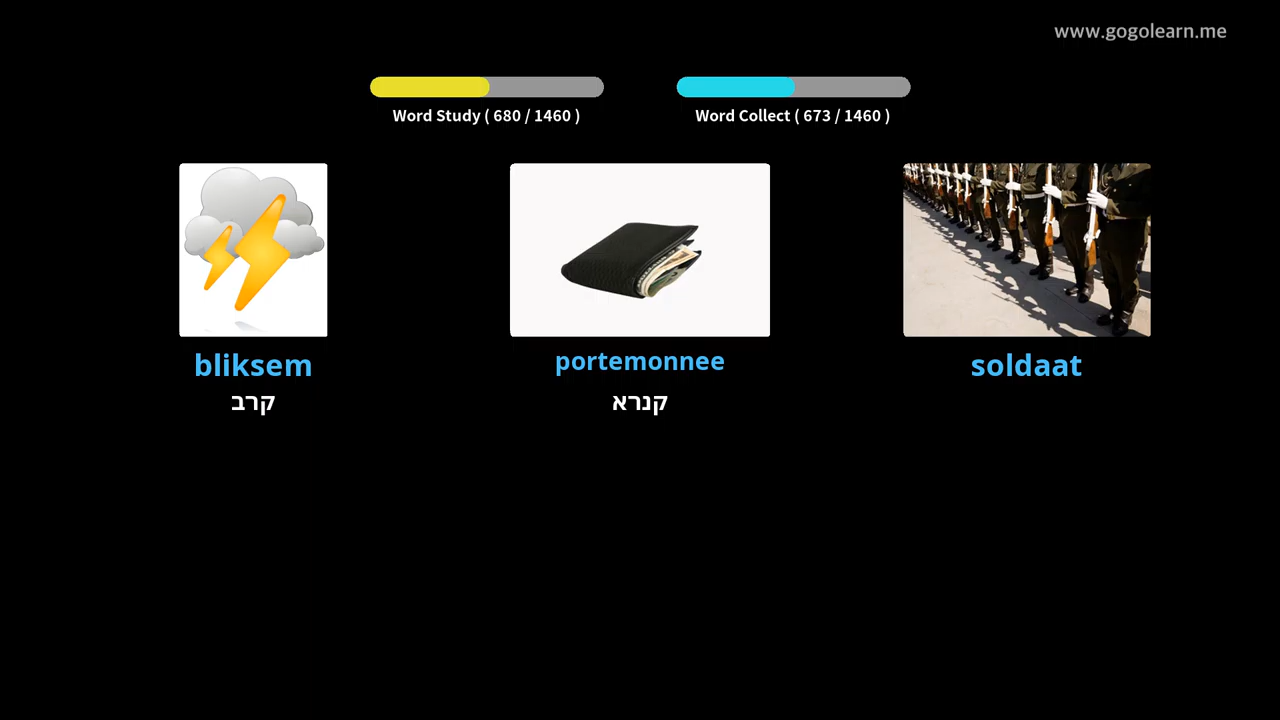 www.gogolearn.me
Word Study ( 680 / 1460 )
Word Collect ( 673 / 1460 )
bliksem
קרב
portemonnee
קנרא
soldaat